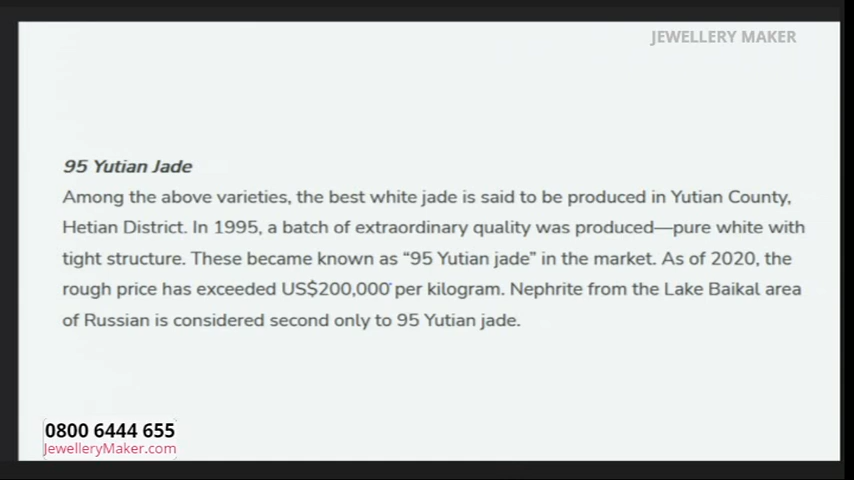 JEWELLERY MAKER
95 Yutian Jade
Among the above varieties, the best white jade is said to be produced in Yutian County,
Hetian District. In 1995, a batch of extraordinary quality was produced—pure white with
tight structure. These became known as “95 Yutian jade” in the market. As of 2020, the
rough price has exceeded US$200,000 per kilogram. Nephrite from the Lake Baikal area
of Russian is considered second only to 95 Yutian jade.
0800 6444 655
JewelleryMaker.com